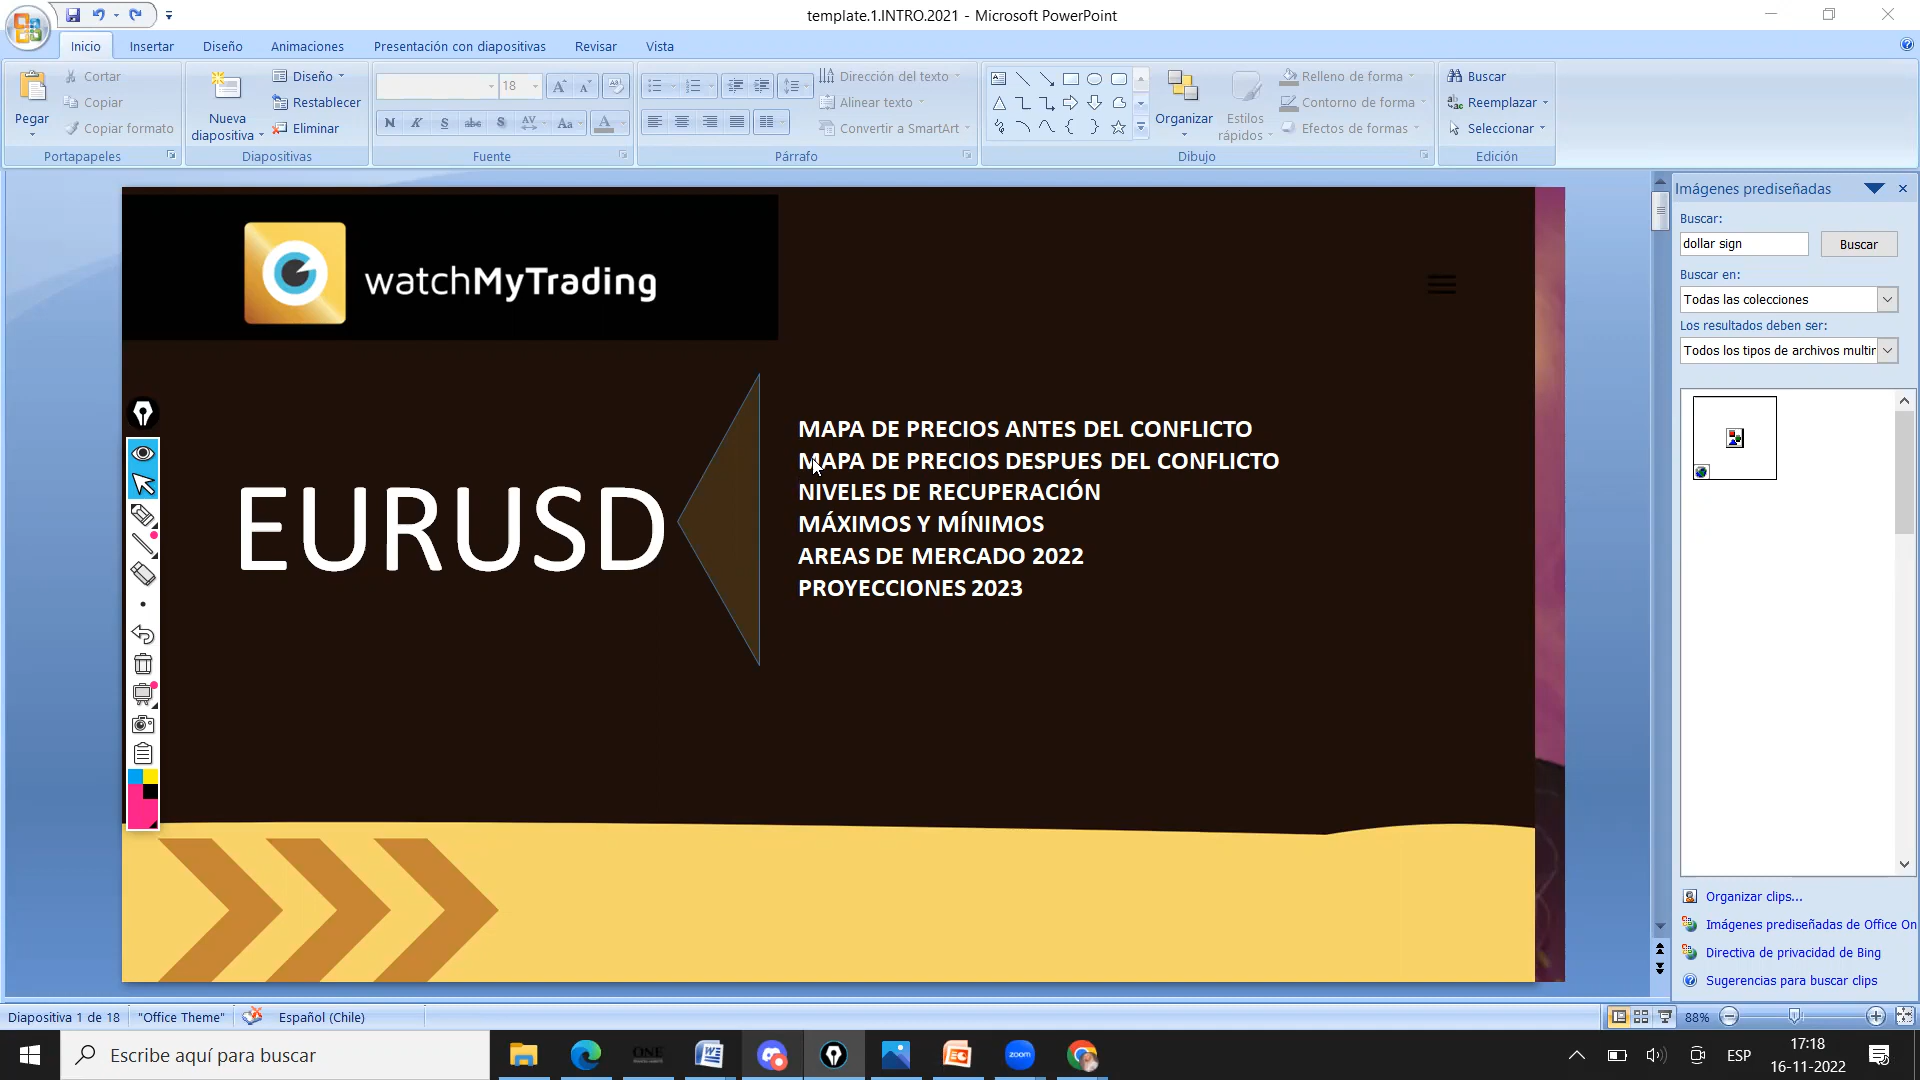 template.1.INTRO.2021 - Microsoft PowerPoint
Inicio Insertar Diseño Animaciones Presentación con diapositivas Revisar Vista
Pegar
Cortar
Copiar
Copiar formato
Portapapeles
Nueva
diapositiva
Diseño
Restablecer
Eliminar
Diapositivas
18
N K S abc S AV Aa A
Fuente
Dirección del texto
Alinear texto
Convertir a SmartArt
Párrafo
Organizar
Estilos
rápidos
Relleno de forma
Contorno de forma
Efectos de formas
Dibujo
Buscar
Reemplazar
Seleccionar
Edición
watchMyTrading
EURUSD
MAPA DE PRECIOS ANTES DEL CONFLICTO
MAPA DE PRECIOS DESPUES DEL CONFLICTO
NIVELES DE RECUPERACIÓN
MÁXIMOS Y MÍNIMOS
AREAS DE MERCADO 2022
PROYECCIONES 2023
Imágenes prediseñadas
Buscar:
dollar sign Buscar
Buscar en:
Todas las colecciones
Los resultados deben ser:
Todos los tipos de archivos multir
Organizar clips...
Imágenes prediseñadas de Office On
Directiva de privacidad de Bing
Sugerencias para buscar clips
Diapositiva 1 de 18 "Office Theme" Español (Chile) 88%
Escribe aquí para buscar
ONE
zoom
ESP
17:18
16-11-2022